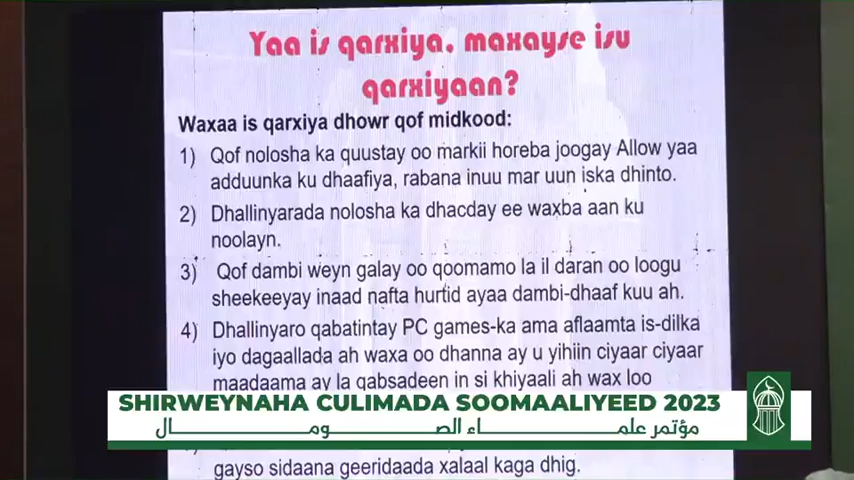 Yaa is qarxiya, maxayse isu
qarxiyaan?
Waxaa is qarxiya dhowr qof midkood:
1) Qof nolosha ka quustay oo markii horeba joogay Allow yaa
adduunka ku dhaafiya, rabana inuu mar uun iska dhinto.
2) Dhallinyarada nolosha ka dhacday ee waxba aan ku
noolayn.
3) Qof dambi weyn galay oo qoomamo la il daran oo loogu
sheekeeyay inaad nafta hurtid ayaa dambi-dhaaf kuu ah.
4) Dhallinyaro qabatintay PC games-ka ama aflaamta is-dilka
iyo dagaallada ah waxa oo dhanna ay u yihiin ciyaar ciyaar
maadaama ay la qabsadeen in si khiyaali ah wax loo
SHIRWEYNAHA CULIMADA SOOMAALIYEED 2023
مؤتمر علمـــاء الصـــومـــال
gayso sidaana geeridaada xalaal kaga dhig.